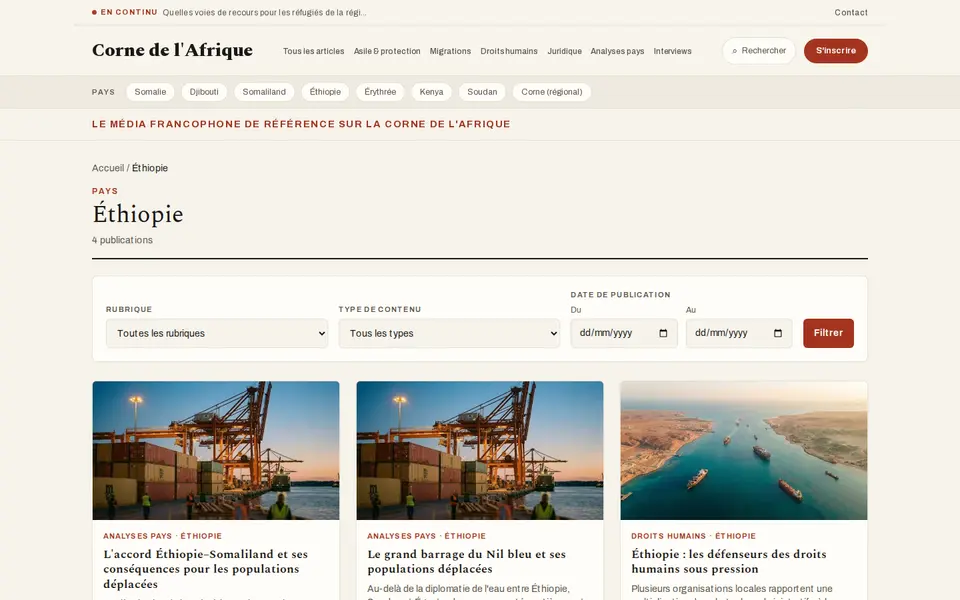 EN CONTINU Quelles voies de recours pour les réfugiés de la régi... Contact
Corne de l'Afrique Tous les articles Asile & protection Migrations Droits humains Juridique Analyses pays Interviews Rechercher S'inscrire
PAYS Somalie Djibouti Somaliland Éthiopie Érythrée Kenya Soudan Corne (régional)
LE MÉDIA FRANCOPHONE DE RÉFÉRENCE SUR LA CORNE DE L'AFRIQUE
Accueil / Éthiopie
PAYS
Éthiopie
4 publications
DATE DE PUBLICATION
RUBRIQUE TYPE DE CONTENU Du Au
Toutes les rubriques Tous les types dd/mm/yyyy dd/mm/yyyy Filtrer
ANALYSES PAYS · ÉTHIOPIE
L'accord Éthiopie–Somaliland et ses
conséquences pour les populations
déplacées
ANALYSES PAYS · ÉTHIOPIE
Le grand barrage du Nil bleu et ses
populations déplacées
Au-delà de la diplomatie de l'eau entre Éthiopie,
DROITS HUMAINS · ÉTHIOPIE
Éthiopie : les défenseurs des droits
humains sous pression
Plusieurs organisations locales rapportent une